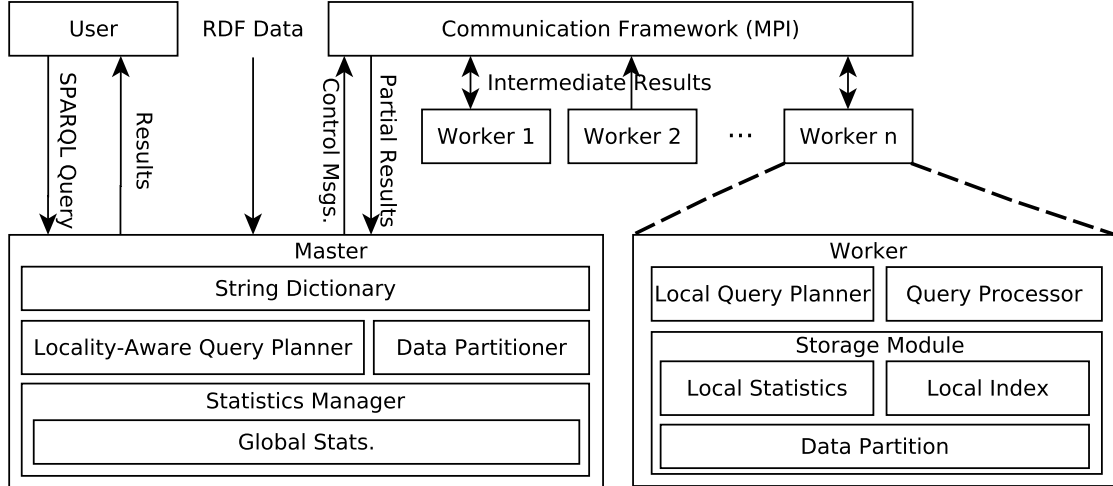 User
RDF Data
Communication Framework (MPI)
SPARQL Query
Results
Control Msgs.
Partial Results
Intermediate Results
Worker 1
Worker 2
...
Worker n
Master
String Dictionary
Locality-Aware Query Planner
Data Partitioner
Statistics Manager
Global Stats.
Worker
Local Query Planner
Query Processor
Storage Module
Local Statistics
Local Index
Data Partition